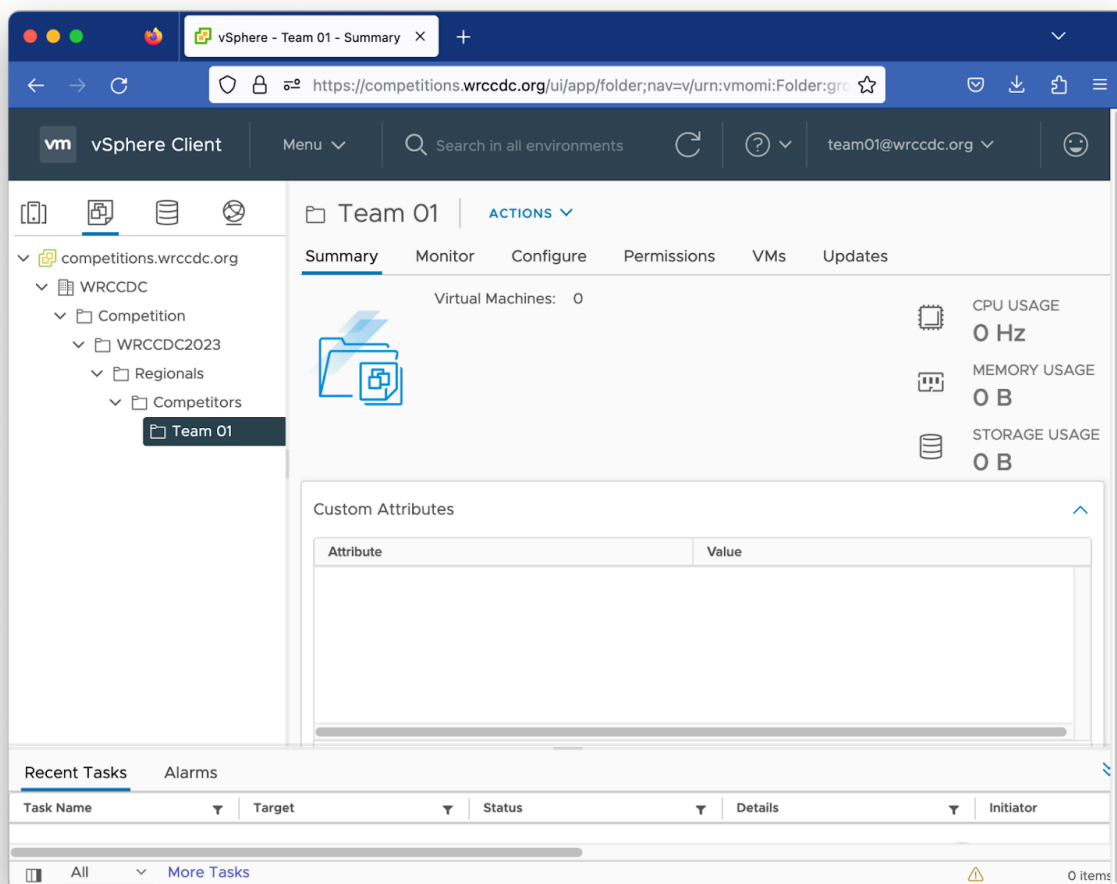 vSphere - Team 01 - Summary
https://competitions.wrccdc.org/ui/app/folder;nav=v/urn:vmomi:Folder:gro
vm vSphere Client Menu Search in all environments team01@wrccdc.org
Team 01 ACTIONS
Summary Monitor Configure Permissions VMs Updates
competitions.wrccdc.org
WRCCDC
Competition
WRCCDC2023
Regionals
Competitors
Team 01
Virtual Machines: 0
CPU USAGE
0 Hz
MEMORY USAGE
0 B
STORAGE USAGE
0 B
Custom Attributes
Attribute Value
Recent Tasks Alarms
Task Name Target Status Details Initiator
All More Tasks 0 items